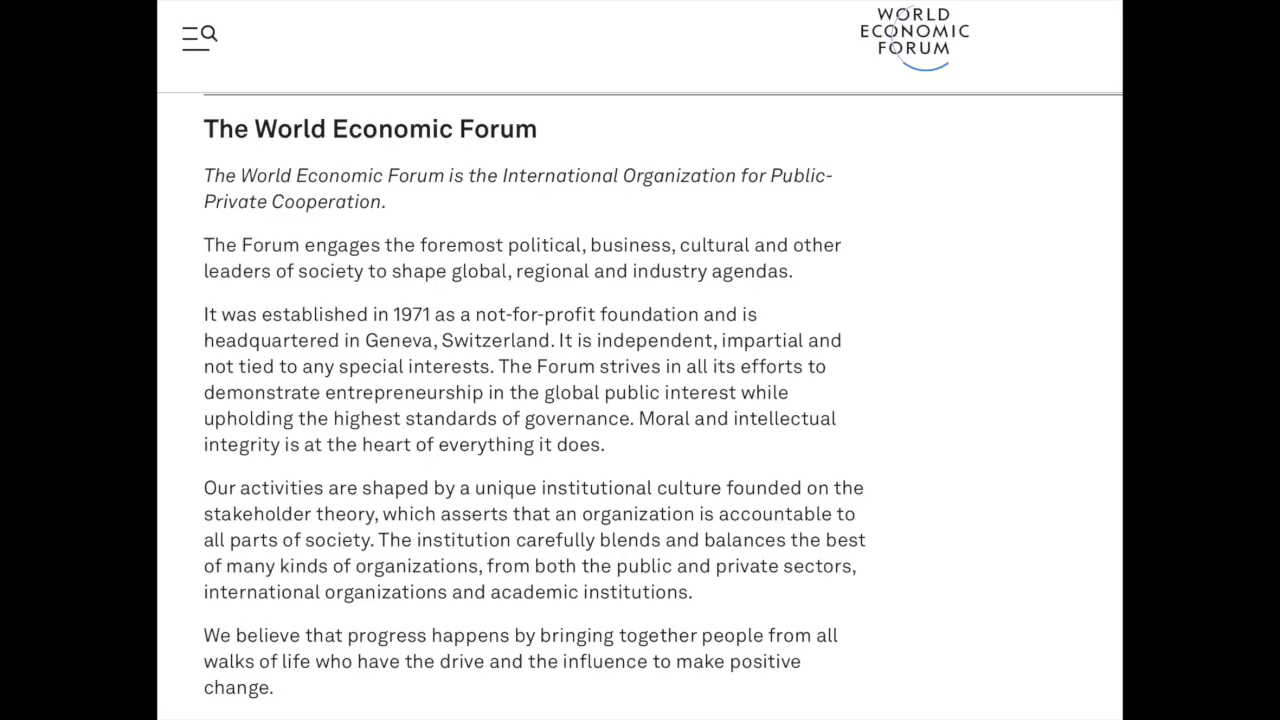 WORLD
ECONOMIC
FORUM
The World Economic Forum
The World Economic Forum is the International Organization for Public-
Private Cooperation.
The Forum engages the foremost political, business, cultural and other
leaders of society to shape global, regional and industry agendas.
It was established in 1971 as a not-for-profit foundation and is
headquartered in Geneva, Switzerland. It is independent, impartial and
not tied to any special interests. The Forum strives in all its efforts to
demonstrate entrepreneurship in the global public interest while
upholding the highest standards of governance. Moral and intellectual
integrity is at the heart of everything it does.
Our activities are shaped by a unique institutional culture founded on the
stakeholder theory, which asserts that an organization is accountable to
all parts of society. The institution carefully blends and balances the best
of many kinds of organizations, from both the public and private sectors,
international organizations and academic institutions.
We believe that progress happens by bringing together people from all
walks of life who have the drive and the influence to make positive
change.